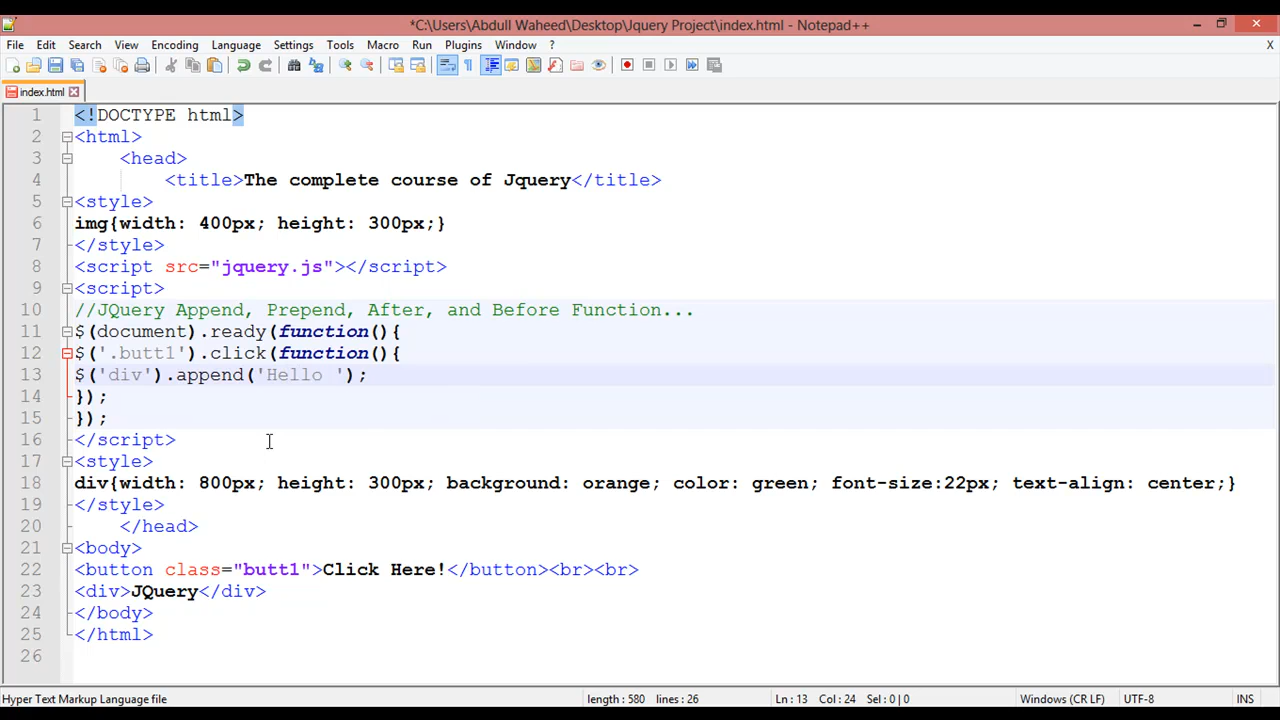 *C:\Users\Abdull Waheed\Desktop\Jquery Project\index.html - Notepad++
File Edit Search View Encoding Language Settings Tools Macro Run Plugins Window ? X
index.html
1 <!DOCTYPE html>
2 <html>
3 <head>
4 <title>The complete course of Jquery</title>
5 <style>
6 img{width: 400px; height: 300px;}
7 </style>
8 <script src="jquery.js"></script>
9 <script>
10 //JQuery Append, Prepend, After, and Before Function...
11 $(document).ready(function(){
12 $('.butt1').click(function(){
13 $('div').append('Hello ');
14 });
15 });
16 </script>
17 <style>
18 div{width: 800px; height: 300px; background: orange; color: green; font-size:22px; text-align: center;}
19 </style>
20 </head>
21 <body>
22 <button class="butt1">Click Here!</button><br><br>
23 <div>JQuery</div>
24 </body>
25 </html>
26
Hyper Text Markup Language file length : 580 lines : 26 Ln : 13 Col : 24 Sel : 0 | 0 Windows (CR LF) UTF-8 INS